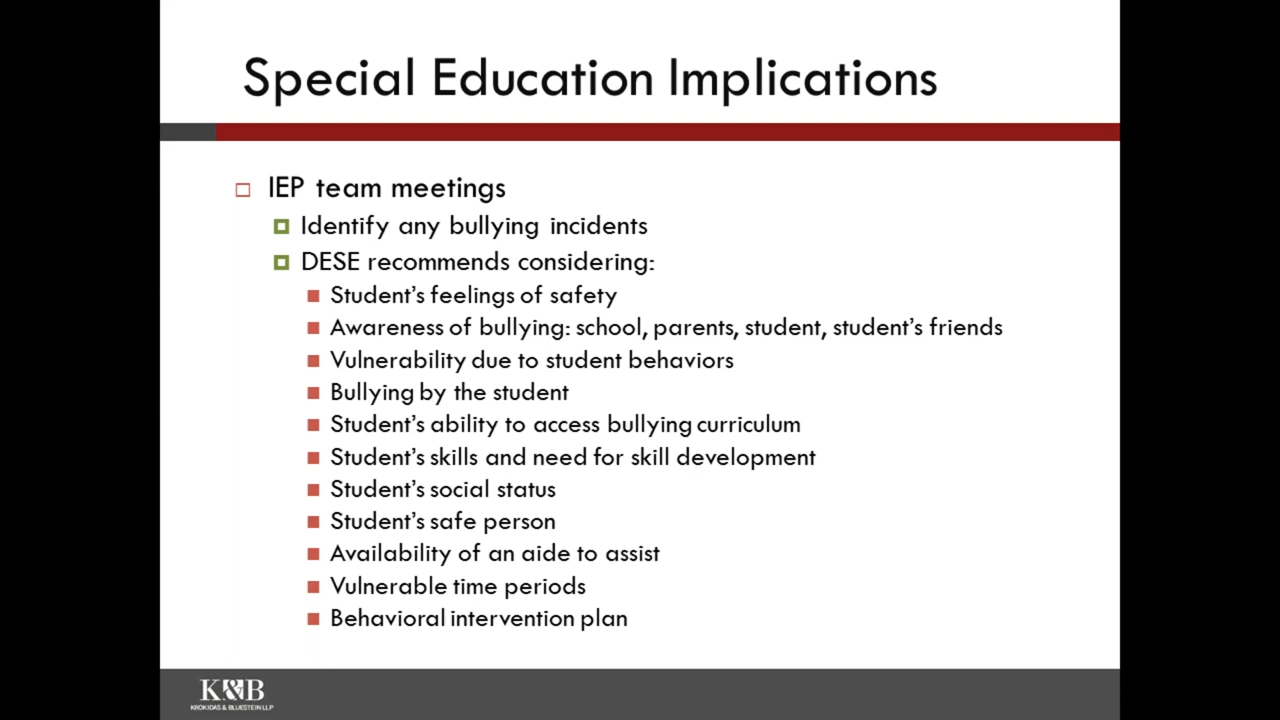 Special Education Implications
IEP team meetings
Identify any bullying incidents
DESE recommends considering:
Student's feelings of safety
Awareness of bullying: school, parents, student, student's friends
Vulnerability due to student behaviors
Bullying by the student
Student's ability to access bullying curriculum
Student's skills and need for skill development
Student's social status
Student's safe person
Availability of an aide to assist
Vulnerable time periods
Behavioral intervention plan
K&B
KROKIDAS & BLUESTEIN LLP